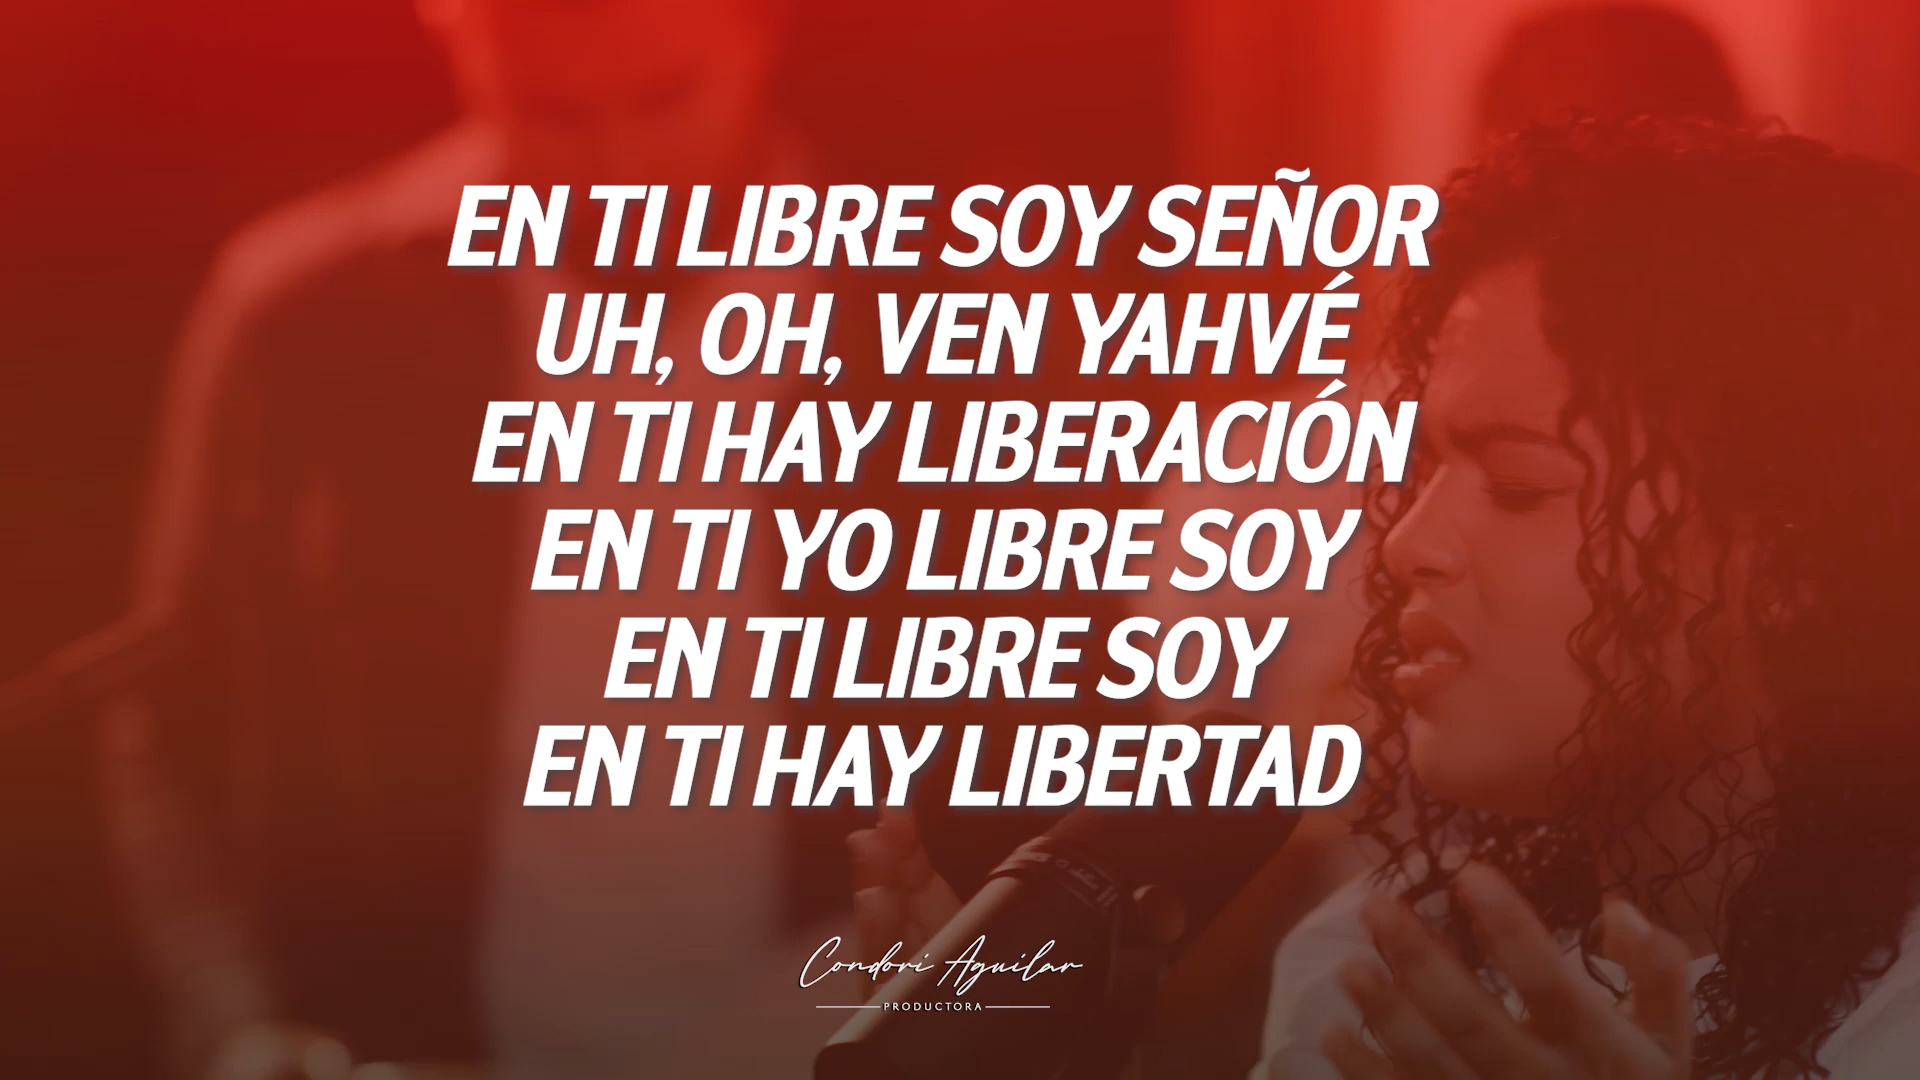 EN TI LIBRE SOY SEÑOR
UH, OH, VEN YAHVÉ
EN TI HAY LIBERACIÓN
EN TI YO LIBRE SOY
EN TI LIBRE SOY
EN TI HAY LIBERTAD
Condori Aguilar
PRODUCTORA